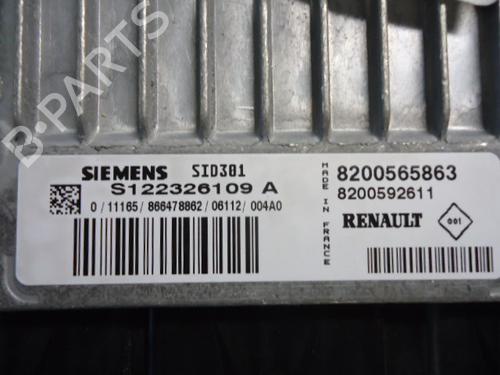 B-PARTS
SIEMENS SID301
S122326109 A
0 / 11165 / 866478862 / 06112 / 004A0
MADE IN FRANCE
8200565863
8200592611
RENAULT 001